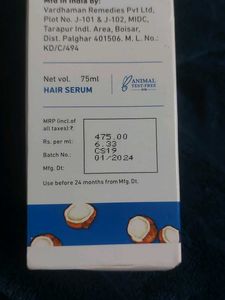 Mfd in India by:
Vardhaman Remedies Pvt Ltd,
Plot No. J-101 & J-102, MIDC,
Tarapur Indl. Area, Boisar,
Dist. Palghar 401506. M. L. No.:
KD/C/494
Net vol. 75ml
HAIR SERUM
ANIMAL
TEST-FREE
MRP (incl.of
all taxes):₹
Rs. per ml:
Batch No.:
Mfg. Dt:
475.00
6.33
CS19
01/2024
Use before 24 months from Mfg. Dt.